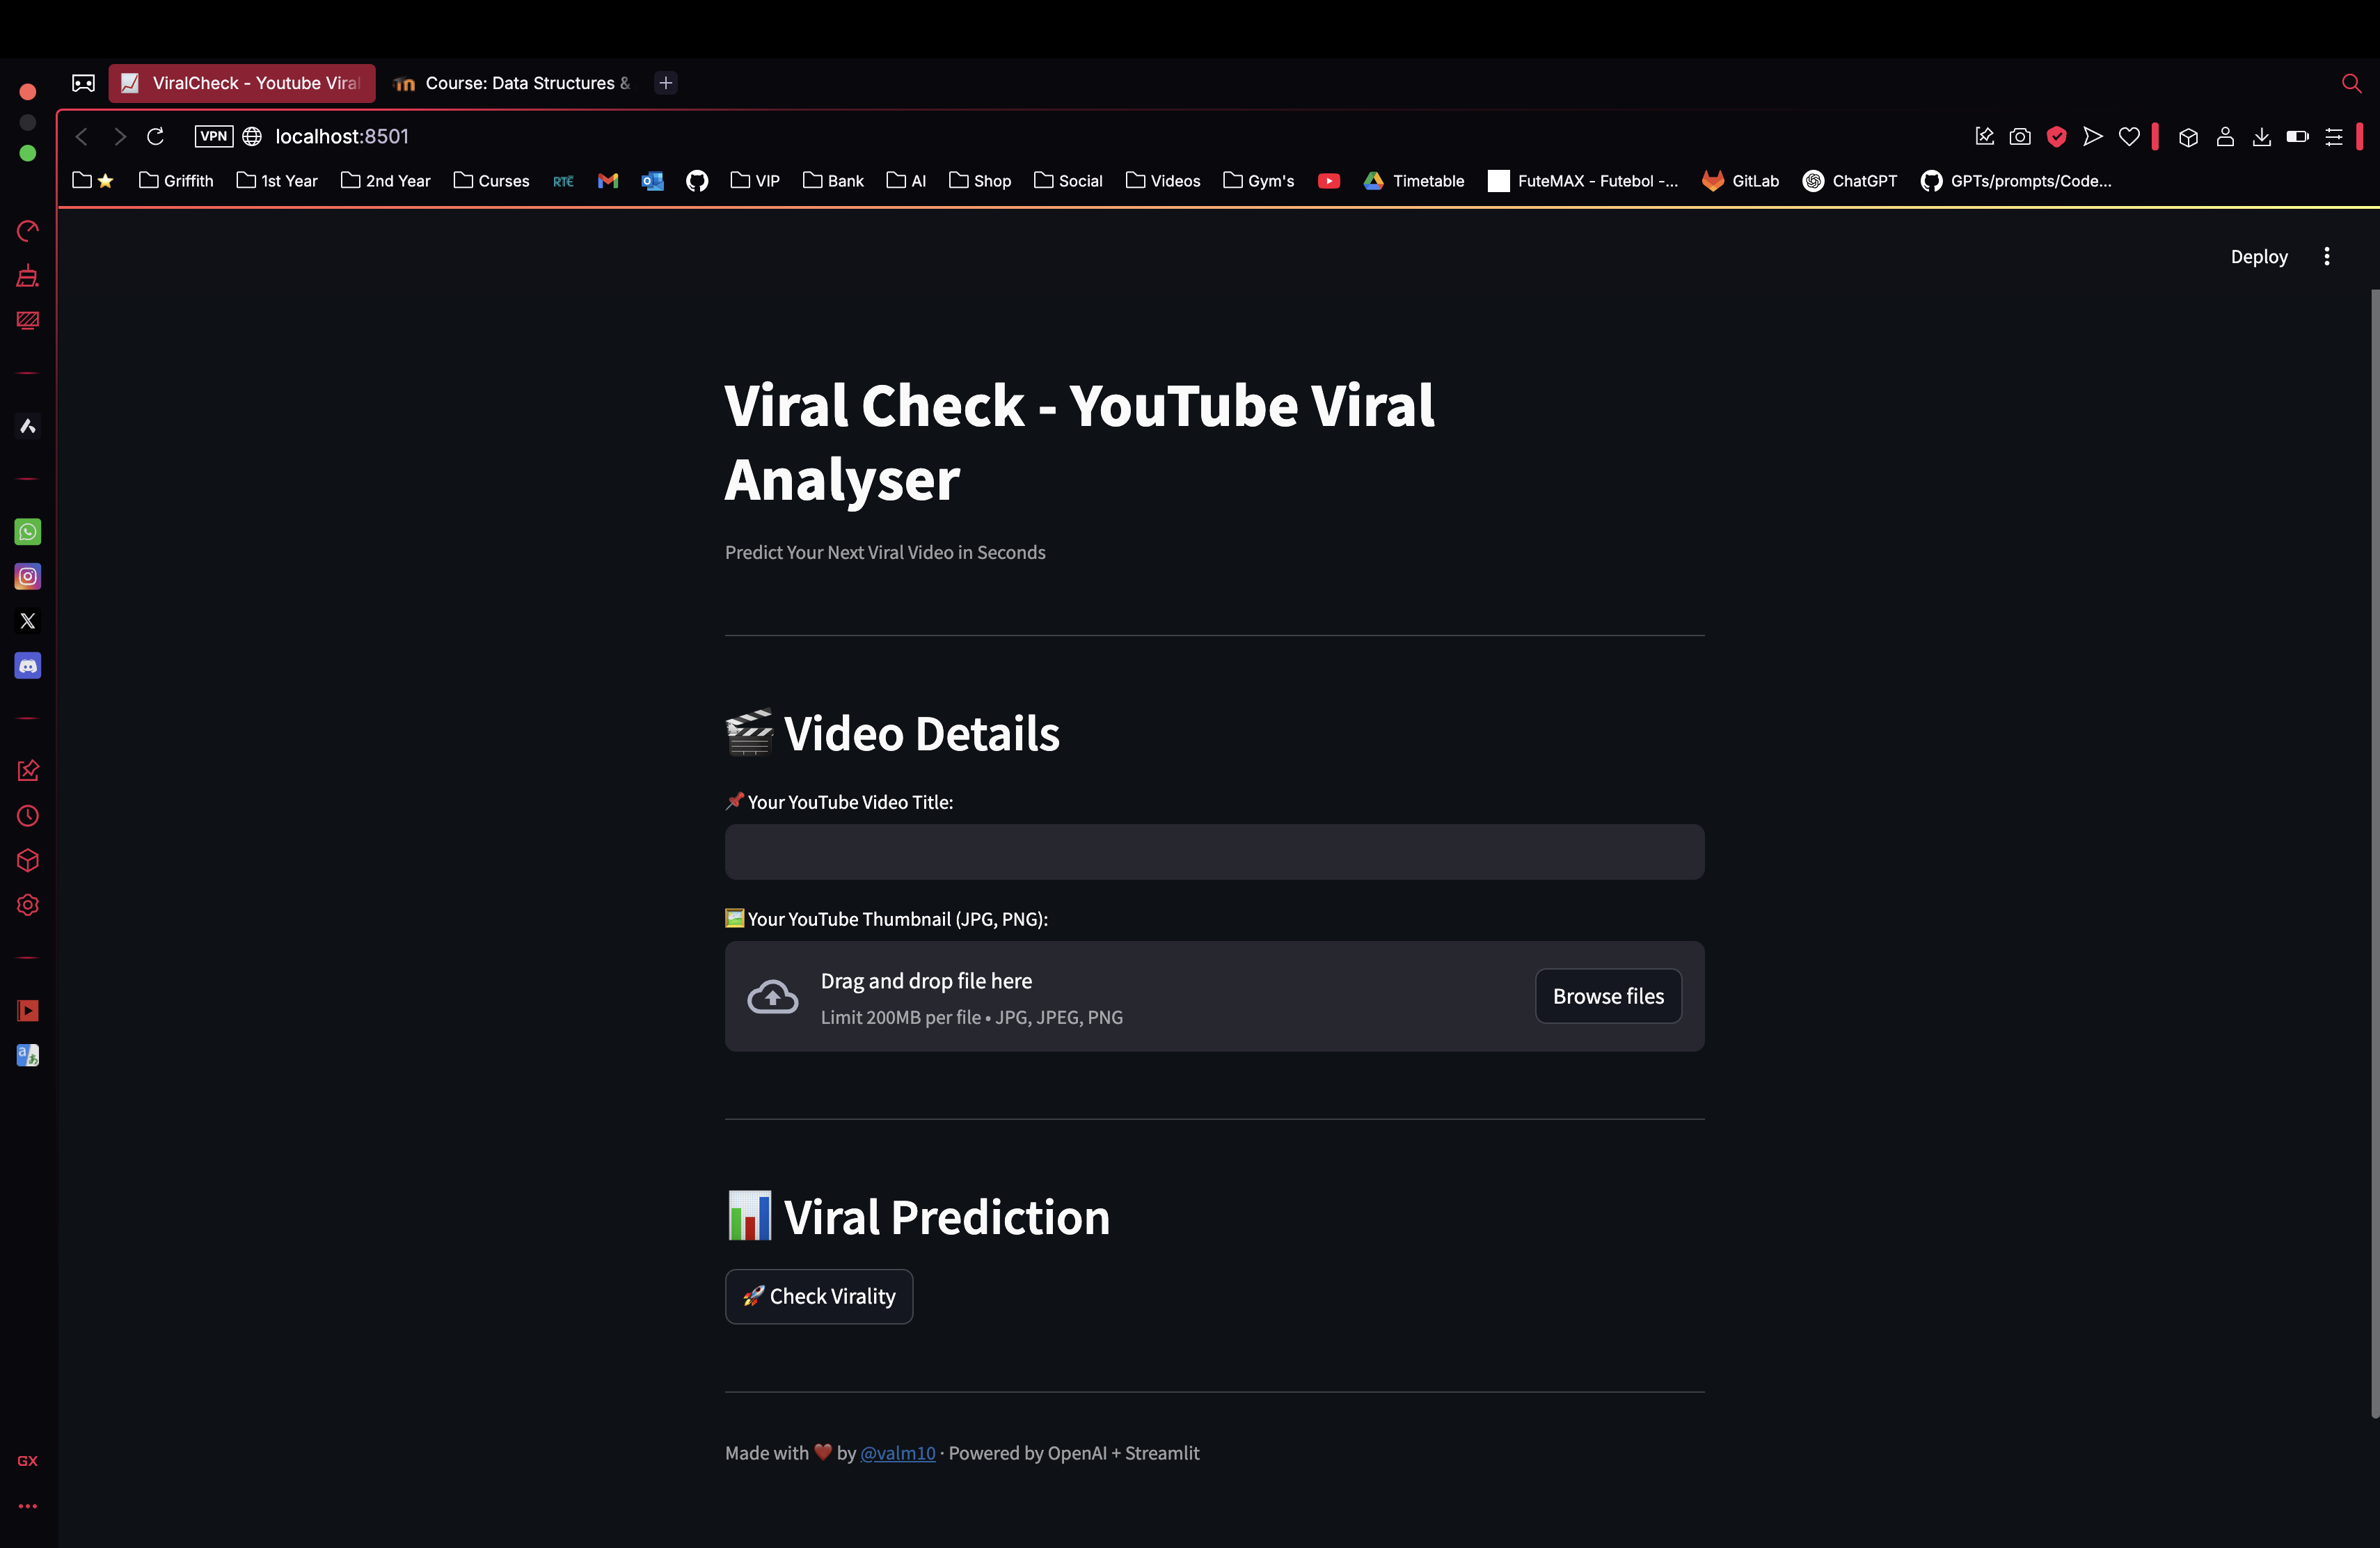 ViralCheck - Youtube Viral
Course: Data Structures &
VPN
localhost:8501
Griffith
1st Year
2nd Year
Curses
RTÉ
VIP
Bank
AI
Shop
Social
Videos
Gym's
Timetable
FuteMAX - Futebol -...
GitLab
ChatGPT
GPTs/prompts/Code...
Deploy
Viral Check - YouTube Viral
Analyser
Predict Your Next Viral Video in Seconds
Video Details
Your YouTube Video Title:
Your YouTube Thumbnail (JPG, PNG):
Drag and drop file here
Limit 200MB per file • JPG, JPEG, PNG
Browse files
Viral Prediction
Check Virality
Made with ❤️ by @valm10 · Powered by OpenAI + Streamlit
GX